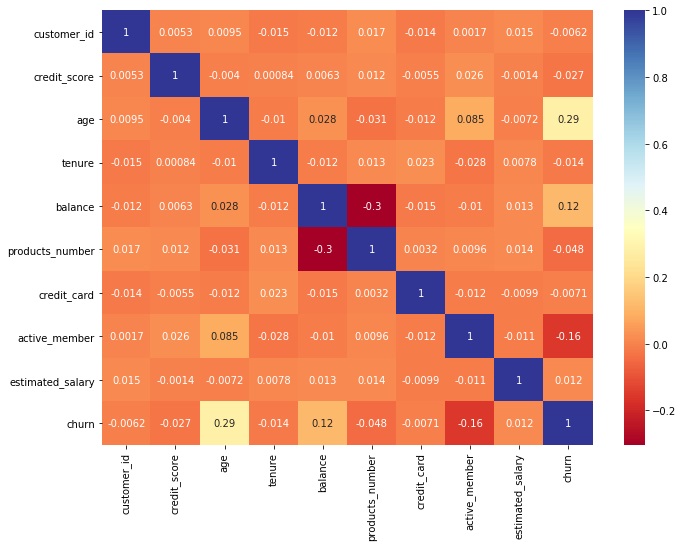 customer_id 1 0.0053 0.0095 -0.015 -0.012 0.017 -0.014 0.0017 0.015 -0.0062
credit_score 0.0053 1 -0.004 0.00084 0.0063 0.012 -0.0055 0.026 -0.0014 -0.027
age 0.0095 -0.004 1 -0.01 0.028 -0.031 -0.012 0.085 -0.0072 0.29
tenure -0.015 0.00084 -0.01 1 -0.012 0.013 0.023 -0.028 0.0078 -0.014
balance -0.012 0.0063 0.028 -0.012 1 -0.3 -0.015 -0.01 0.013 0.12
products_number 0.017 0.012 -0.031 0.013 -0.3 1 0.0032 0.0096 0.014 -0.048
credit_card -0.014 -0.0055 -0.012 0.023 -0.015 0.0032 1 -0.012 -0.0099 -0.0071
active_member 0.0017 0.026 0.085 -0.028 -0.01 0.0096 -0.012 1 -0.011 -0.16
estimated_salary 0.015 -0.0014 -0.0072 0.0078 0.013 0.014 -0.0099 -0.011 1 0.012
churn -0.0062 -0.027 0.29 -0.014 0.12 -0.048 -0.0071 -0.16 0.012 1
customer_id
credit_score
age
tenure
balance
products_number
credit_card
active_member
estimated_salary
churn
1.0
0.8
0.6
0.4
0.2
0.0
−0.2